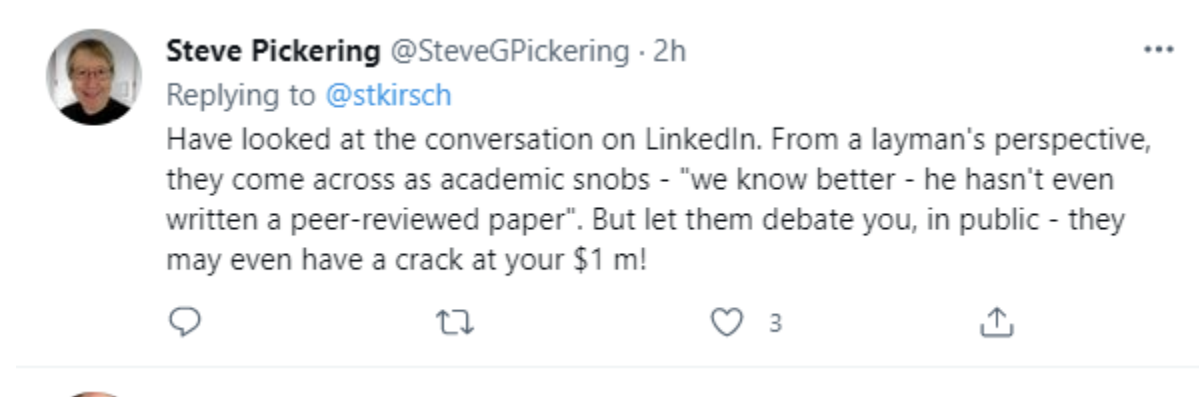 Steve Pickering @SteveGPickering · 2h
Replying to @stkirsch
Have looked at the conversation on LinkedIn. From a layman's perspective,
they come across as academic snobs - "we know better - he hasn't even
written a peer-reviewed paper". But let them debate you, in public - they
may even have a crack at your $1 m!
3